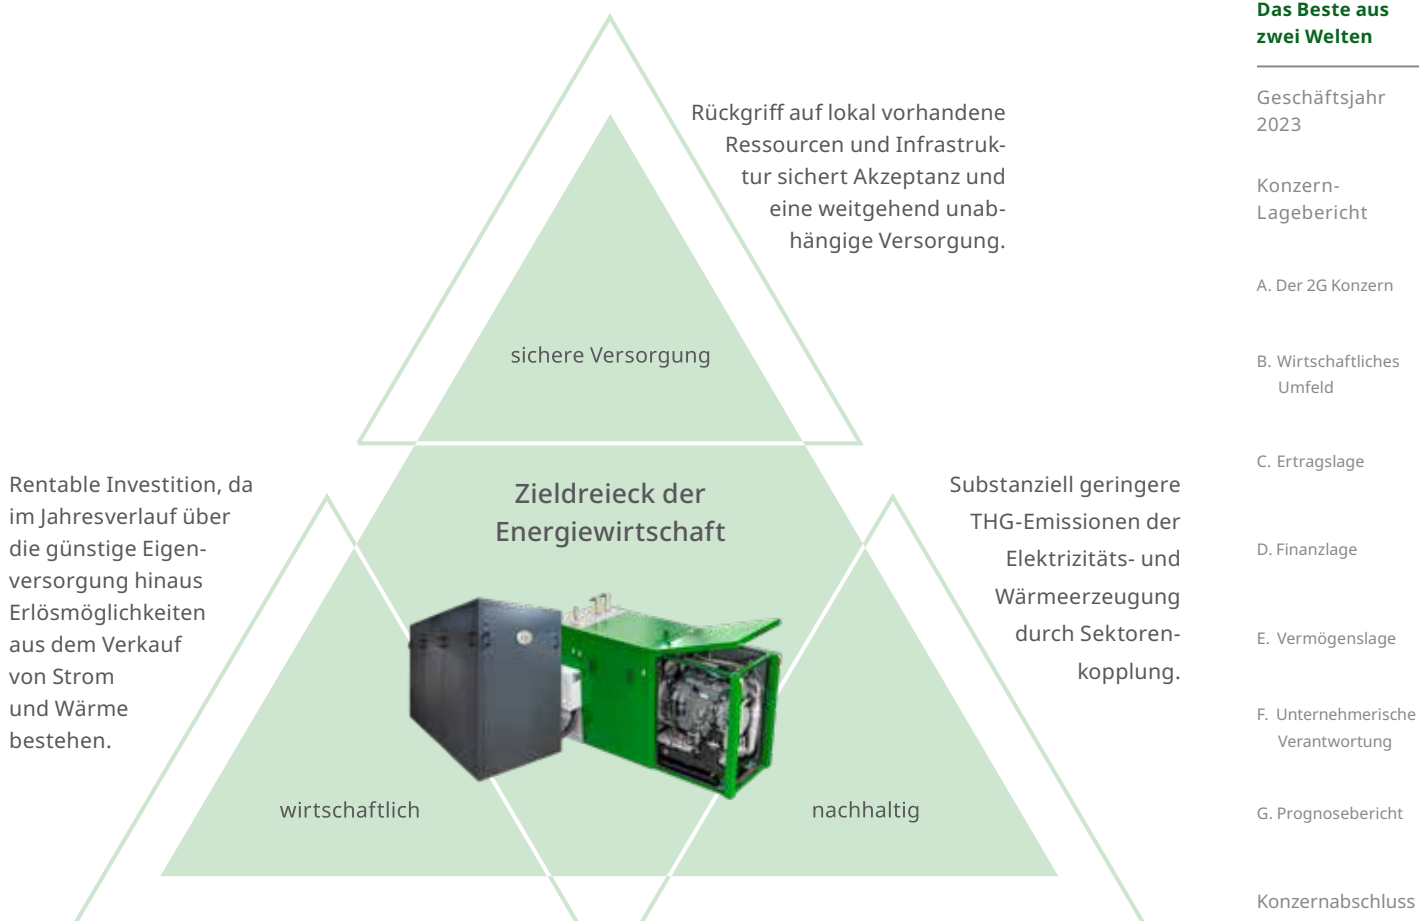 Rückgriff auf lokal vorhandene
Ressourcen und Infrastruk-
tur sichert Akzeptanz und
eine weitgehend unab-
hängige Versorgung.
sichere Versorgung
Rentable Investition, da
im Jahresverlauf über
die günstige Eigen-
versorgung hinaus
Erlösmöglichkeiten
aus dem Verkauf
von Strom
und Wärme
bestehen.
Zieldreieck der
Energiewirtschaft
Substanziell geringere
THG-Emissionen der
Elektrizitäts- und
Wärmeerzeugung
durch Sektoren-
kopplung.
wirtschaftlich
nachhaltig
Das Beste aus
zwei Welten
Geschäftsjahr
2023
Konzern-
Lagebericht
A. Der 2G Konzern
B. Wirtschaftliches
Umfeld
C. Ertragslage
D. Finanzlage
E. Vermögenslage
F. Unternehmerische
Verantwortung
G. Prognosebericht
Konzernabschluss